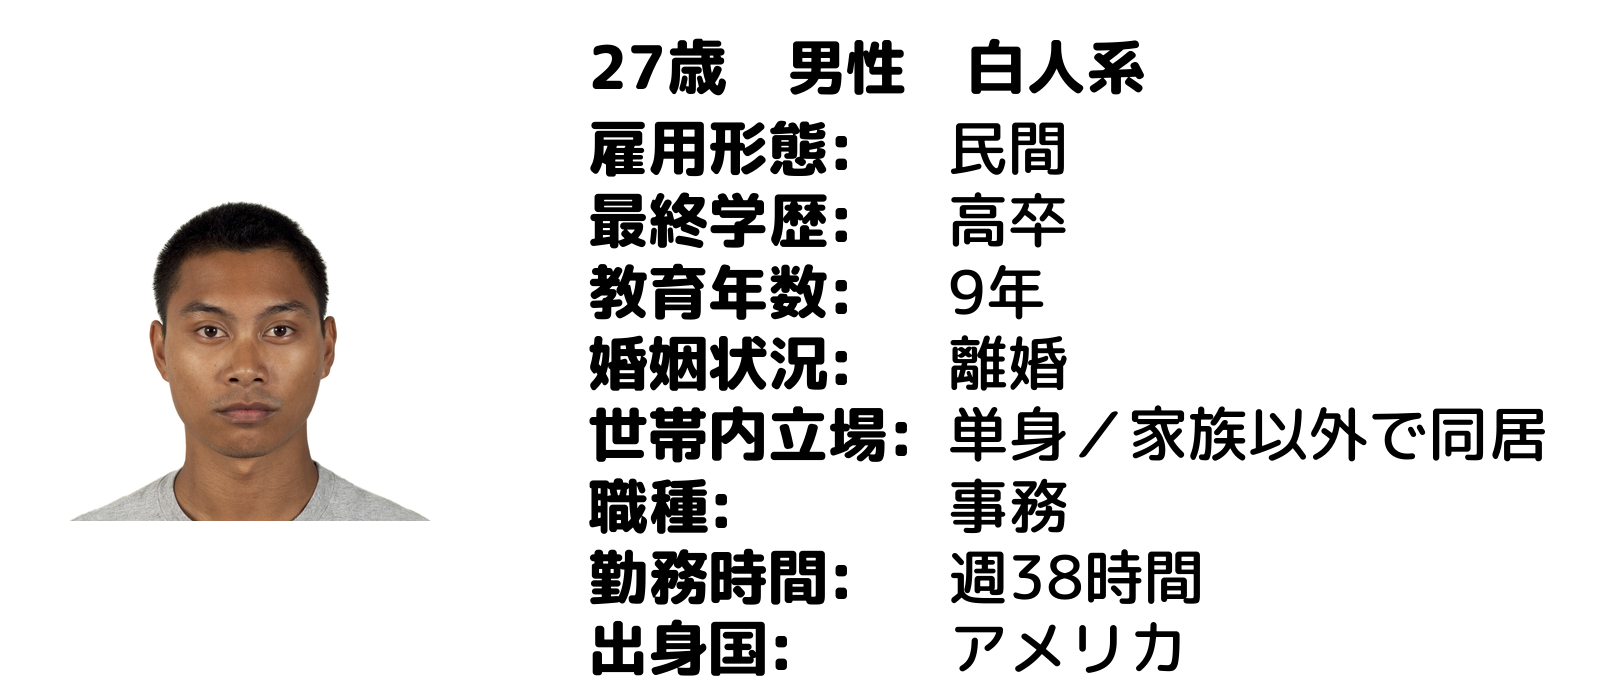 27歳　男性　白人系
雇用形態:　民間
最終学歴:　高卒
教育年数:　9年
婚姻状況:　離婚
世帯内立場:　単身／家族以外で同居
職種:　事務
勤務時間:　週38時間
出身国:　アメリカ